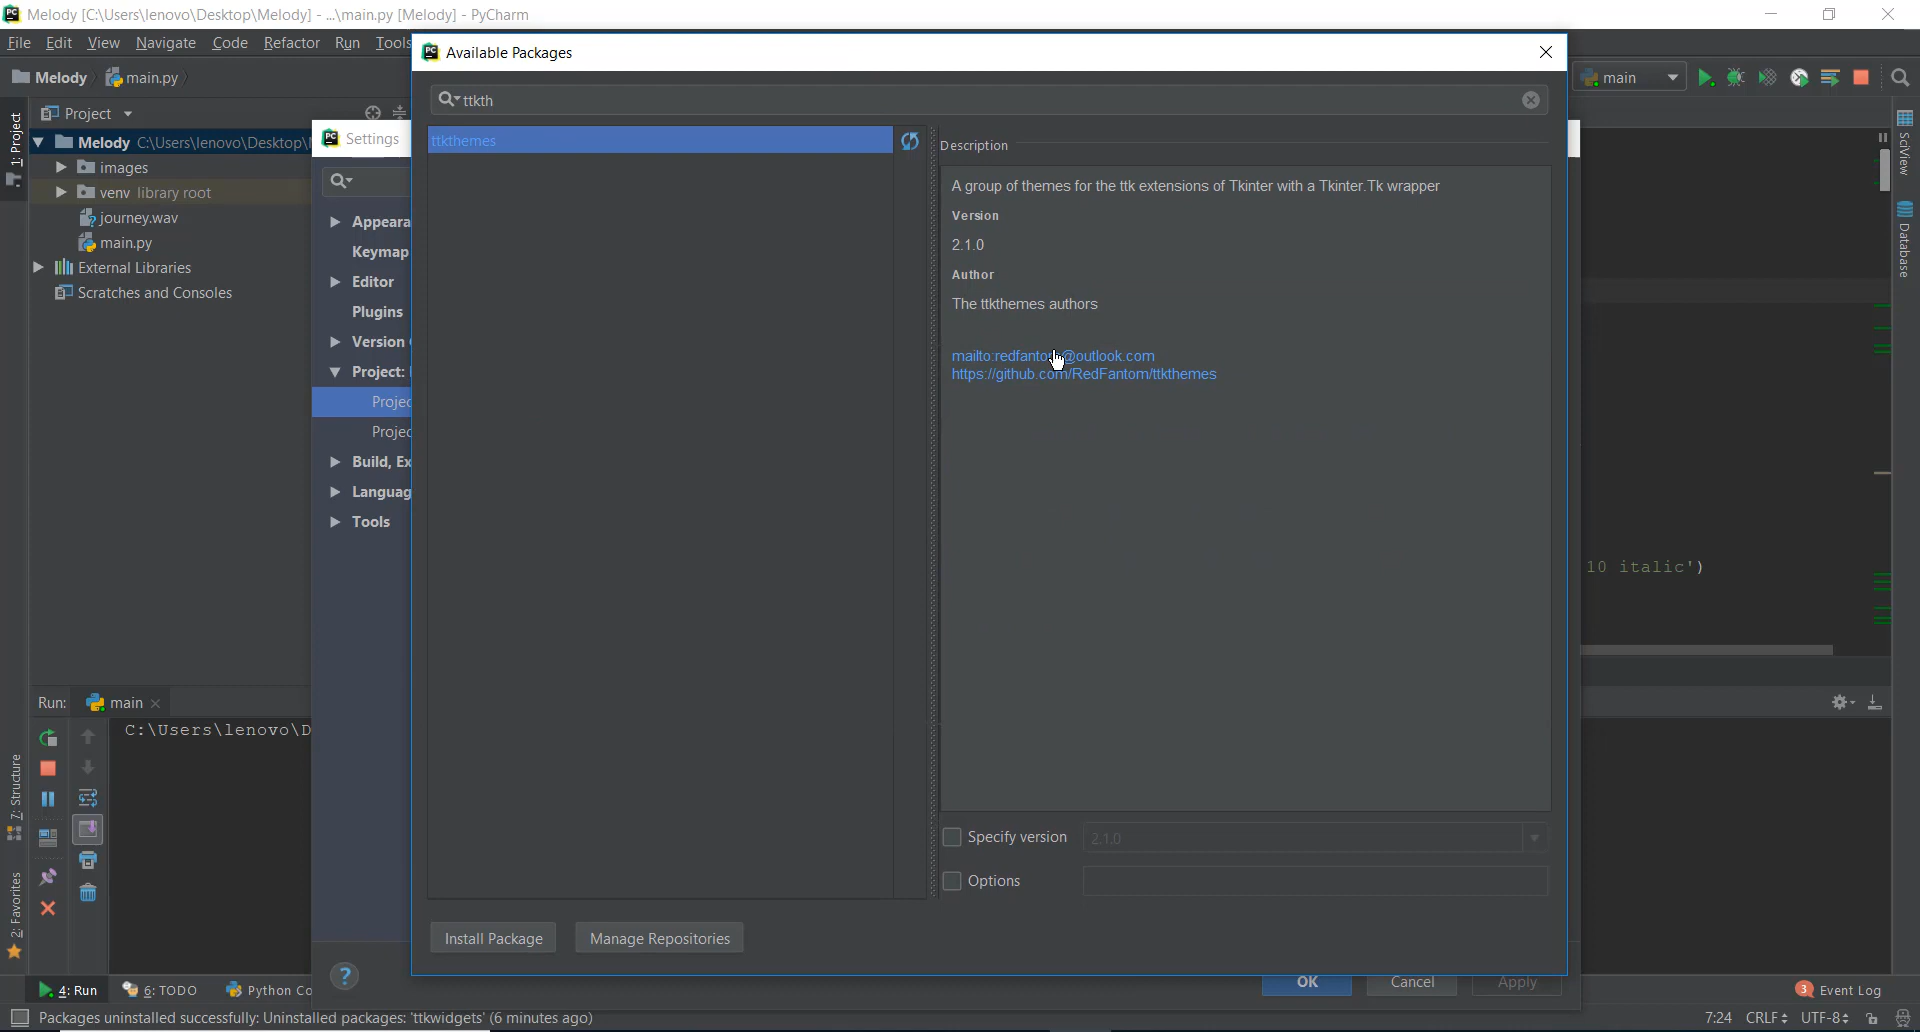 Melody [C:\Users\lenovo\Desktop\Melody] - ...\main.py [Melody] - PyCharm
File Edit View Navigate Code Refactor Run Tools
Available Packages
Melody main.py
main
ttkth
Project
Settings
ttkthemes
Description
1: Project
SciView
Melody C:\Users\lenovo\Desktop\
images
venv library root
journey.wav
main.py
External Libraries
Scratches and Consoles
Database
Appeara
Keymap
Editor
Plugins
Version
Project:
Projec
Projec
Build, Ex
Languag
Tools
A group of themes for the ttk extensions of Tkinter with a Tkinter.Tk wrapper
Version
2.1.0
Author
The ttkthemes authors
mailto:redfantom@outlook.com
https://github.com/RedFantom/ttkthemes
10 italic')
Run: main
C:\Users\lenovo\D
7: Structure
2: Favorites
Specify version 2.1.0
Options
Install Package Manage Repositories
OK Cancel Apply
4: Run 6: TODO Python Co
3 Event Log
Packages uninstalled successfully: Uninstalled packages: 'ttkwidgets' (6 minutes ago)
7:24 CRLF UTF-8